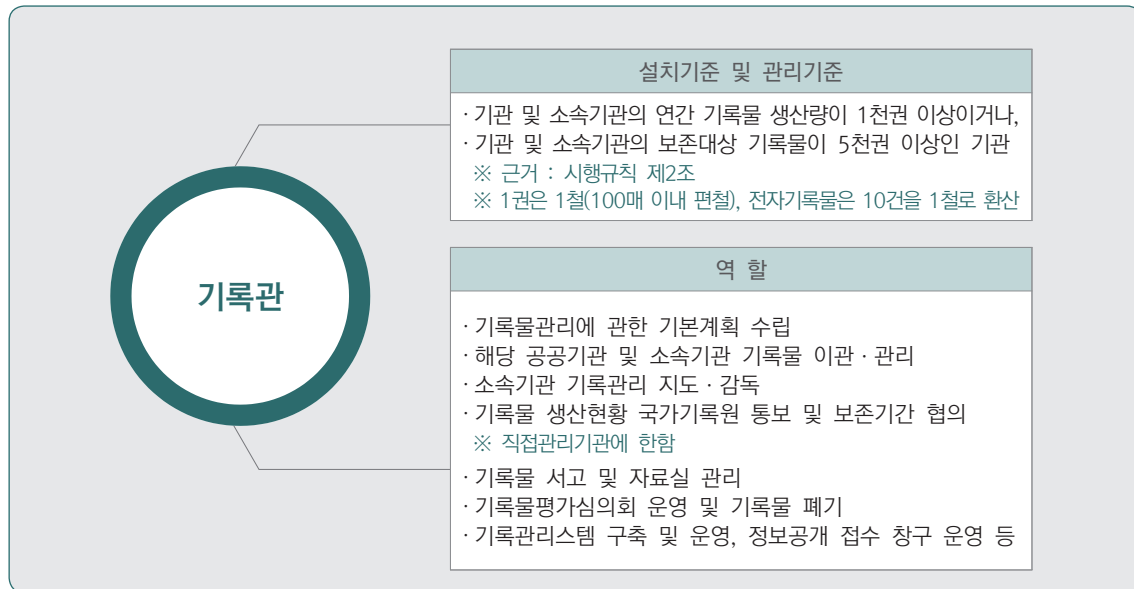 설치기준 및 관리기준
· 기관 및 소속기관의 연간 기록물 생산량이 1천권 이상이거나,
· 기관 및 소속기관의 보존대상 기록물이 5천권 이상인 기관
※ 근거 : 시행규칙 제2조
※ 1권은 1철(100매 이내 편철), 전자기록물은 10건을 1철로 환산
기록관
역 할
· 기록물관리에 관한 기본계획 수립
· 해당 공공기관 및 소속기관 기록물 이관 · 관리
· 소속기관 기록관리 지도 · 감독
· 기록물 생산현황 국가기록원 통보 및 보존기간 협의
※ 직접관리기관에 한함
· 기록물 서고 및 자료실 관리
· 기록물평가심의회 운영 및 기록물 폐기
· 기록관리스템 구축 및 운영, 정보공개 접수 창구 운영 등